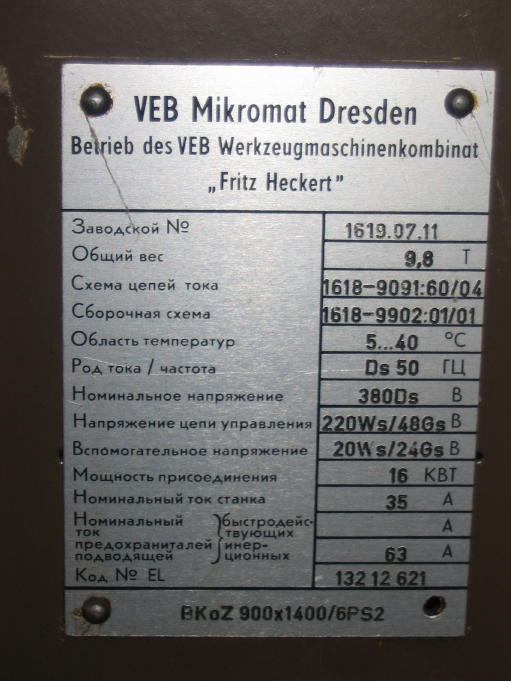 VEB Mikromat Dresden
Betrieb des VEB Werkzeugmaschinenkombinat
„Fritz Heckert"
Заводской № 1619.07.11
Общий вес 9,8 Т
Схема цепей тока 1618-9091:60/04
Сборочная схема 1618-9902:01/01
Область температур 5...40 °C
Род тока / частота Ds 50 ГЦ
Номинальное напряжение 380Ds В
Напряжение цепи управления 220Ws/48Gs В
Вспомогательное напряжение 20Ws/24Gs В
Мощность присоединения 16 КВТ
Номинальный ток станка 35 А
Номинальный ток предохраниталей подводящей
быстродейс-
твующих А
инер-
ционных 63 А
Код № EL 132 12 621
BKoZ 900x1400/6PS2